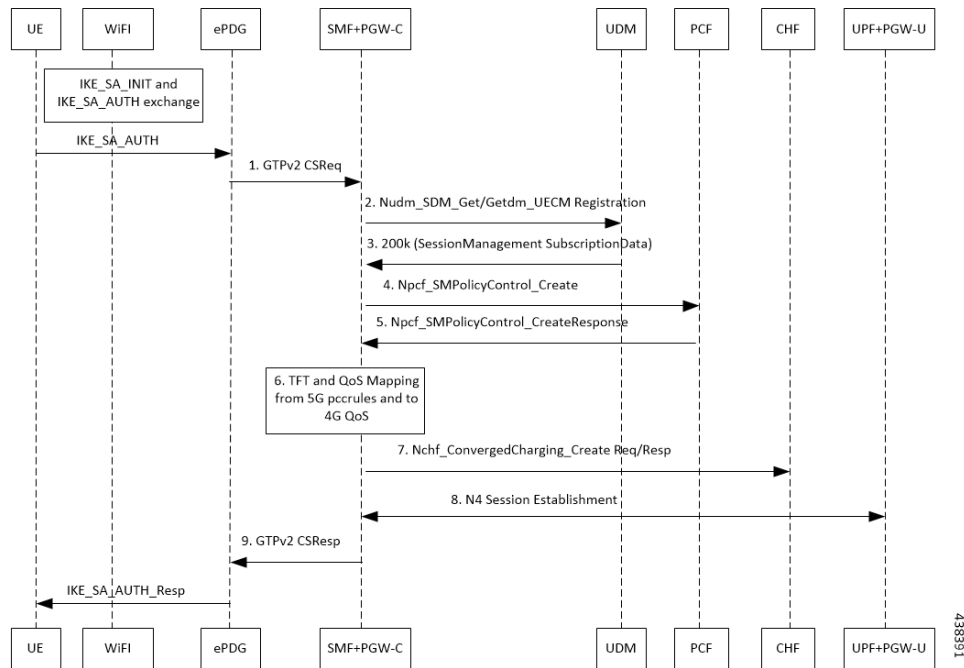 UE
WiFI
ePDG
SMF+PGW-C
UDM
PCF
CHF
UPF+PGW-U
IKE_SA_INIT and
IKE_SA_AUTH exchange
IKE_SA_AUTH
1. GTPv2 CSReq
2. Nudm_SDM_Get/Getdm_UECM Registration
3. 200k (SessionManagement SubscriptionData)
4. Npcf_SMPolicyControl_Create
5. Npcf_SMPolicyControl_CreateResponse
6. TFT and QoS Mapping
from 5G pccrules and to
4G QoS
7. Nchf_ConvergedCharging_Create Req/Resp
8. N4 Session Establishment
9. GTPv2 CSResp
IKE_SA_AUTH_Resp
UE
WiFI
ePDG
SMF+PGW-C
UDM
PCF
CHF
UPF+PGW-U
438391